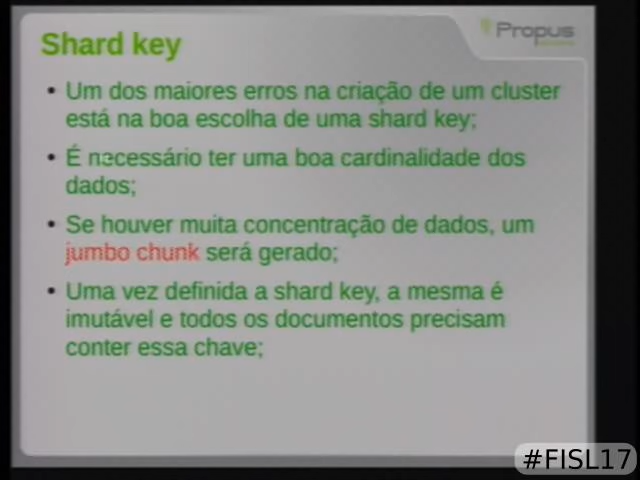 Shard key
Propus
• Um dos maiores erros na criação de um cluster
está na boa escolha de uma shard key;
• É necessário ter uma boa cardinalidade dos
dados;
• Se houver muita concentração de dados, um
jumbo chunk será gerado;
• Uma vez definida a shard key, a mesma é
imutável e todos os documentos precisam
conter essa chave;
#FISL17